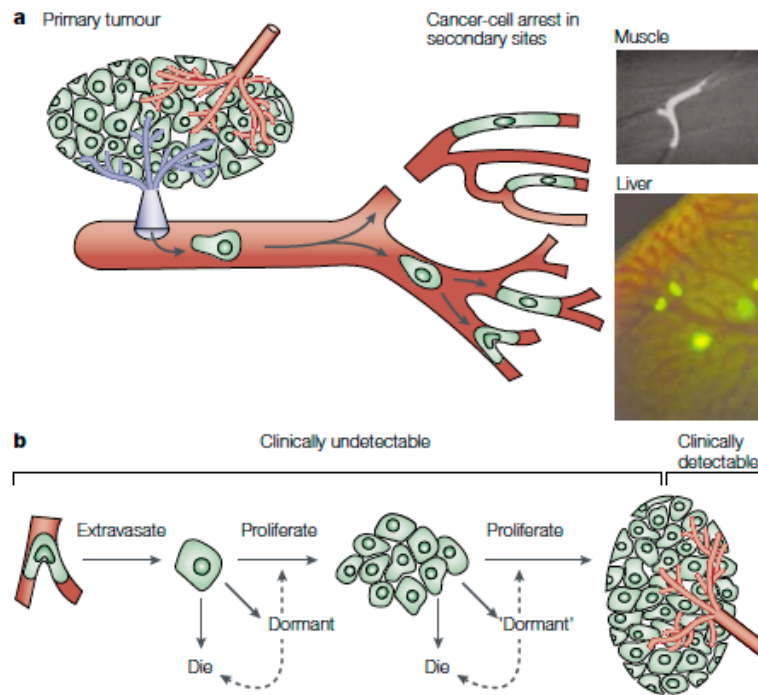 a Primary tumour
Cancer-cell arrest in
secondary sites
Muscle
Liver
b
Clinically undetectable
Clinically
detectable
Extravasate
Proliferate
Proliferate
Dormant
'Dormant'
Die
Die